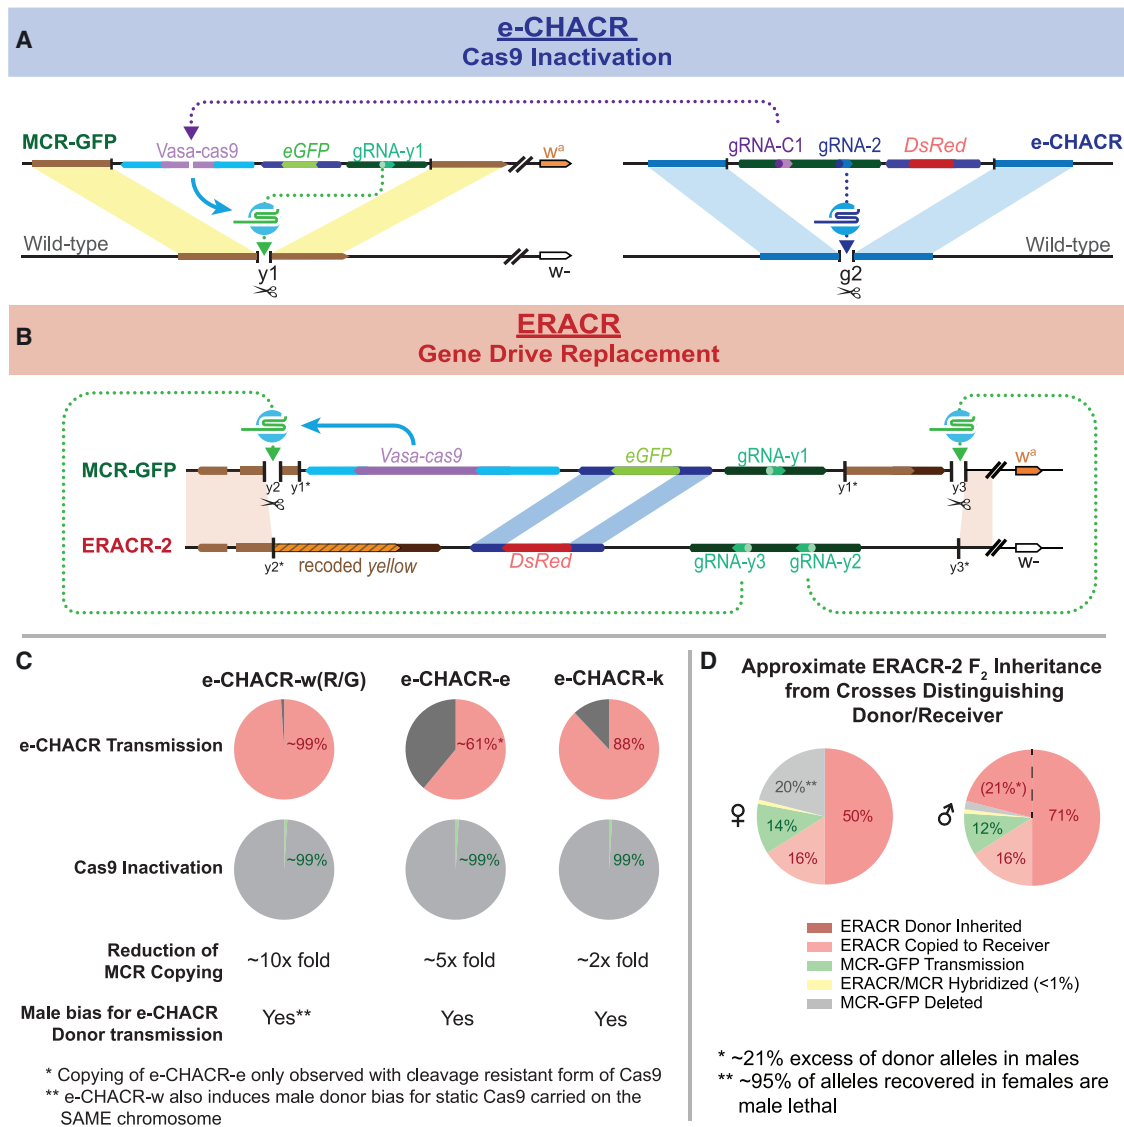 A
e-CHACR
Cas9 Inactivation
MCR-GFP
Vasa-cas9
eGFP
gRNA-y1
wª
gRNA-C1
gRNA-2
DsRed
e-CHACR
Wild-type
y1
w-
g2
Wild-type
B
ERACR
Gene Drive Replacement
MCR-GFP
Vasa-cas9
eGFP
gRNA-y1
wª
y2
y1*
y1*
y3
ERACR-2
y2*
recoded yellow
DsRed
gRNA-y3
gRNA-y2
y3*
w-
C
e-CHACR-w(R/G)
e-CHACR-e
e-CHACR-k
e-CHACR Transmission
~99%
~61%*
88%
Cas9 Inactivation
~99%
~99%
99%
Reduction of
MCR Copying
~10x fold
~5x fold
~2x fold
Male bias for e-CHACR
Donor transmission
Yes**
Yes
Yes
* Copying of e-CHACR-e only observed with cleavage resistant form of Cas9
** e-CHACR-w also induces male donor bias for static Cas9 carried on the
SAME chromosome
D
Approximate ERACR-2 F₂ Inheritance
from Crosses Distinguishing
Donor/Receiver
♀
20%**
50%
14%
16%
♂
(21%*)
71%
12%
16%
ERACR Donor Inherited
ERACR Copied to Receiver
MCR-GFP Transmission
ERACR/MCR Hybridized (<1%)
MCR-GFP Deleted
* ~21% excess of donor alleles in males
** ~95% of alleles recovered in females are
male lethal